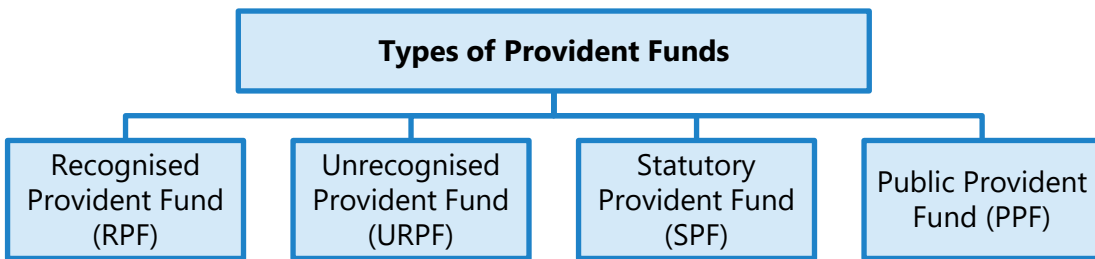 Types of Provident Funds
Recognised
Provident Fund
(RPF)
Unrecognised
Provident Fund
(URPF)
Statutory
Provident Fund
(SPF)
Public Provident
Fund (PPF)